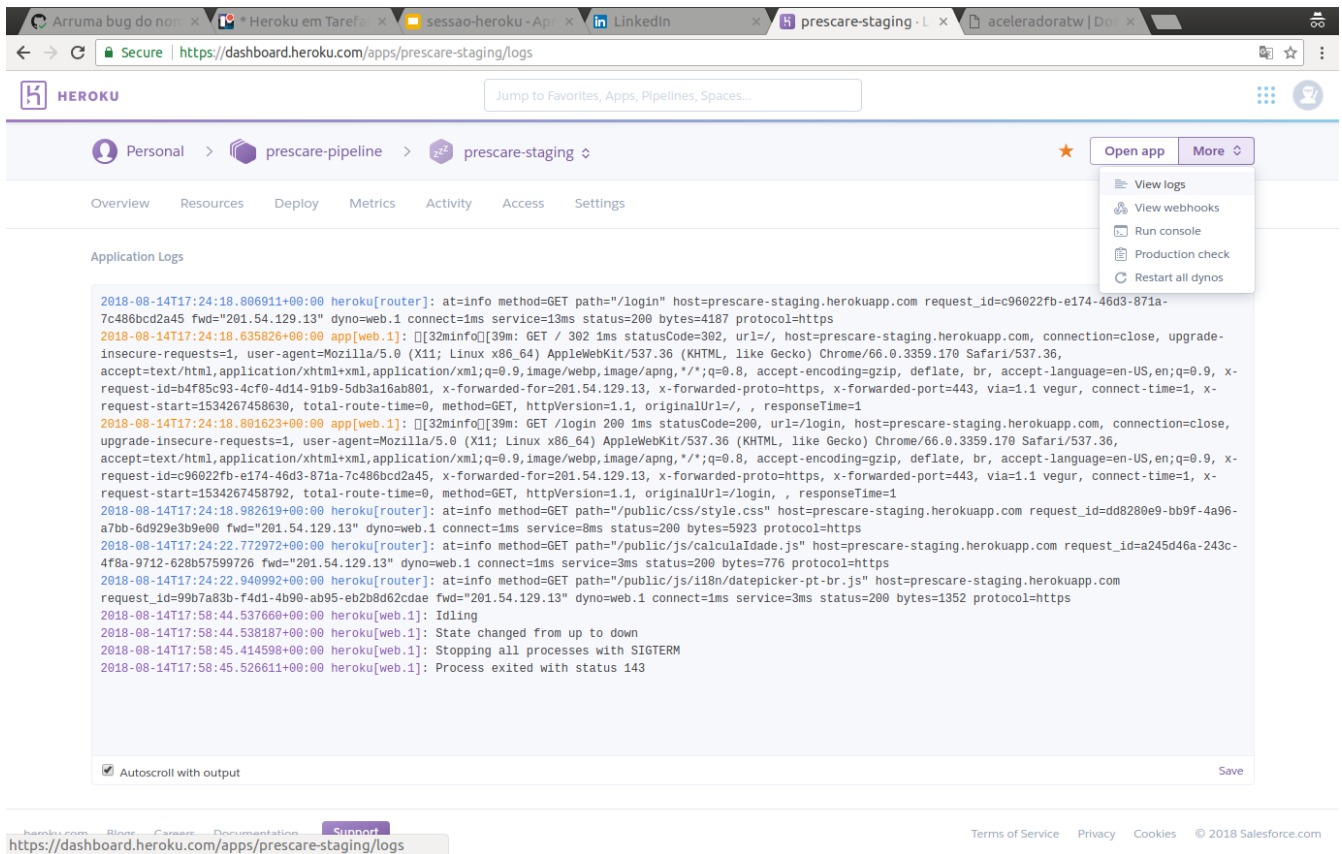 Arruma bug do nom
* Heroku em Tarefa
sessao-heroku - Apr
LinkedIn
prescare-staging · L
aceleradoratw | Do
Secure | https://dashboard.heroku.com/apps/prescare-staging/logs
HEROKU
Jump to Favorites, Apps, Pipelines, Spaces...
Personal > prescare-pipeline > prescare-staging
Open app More
View logs
View webhooks
Run console
Production check
Restart all dynos
Overview Resources Deploy Metrics Activity Access Settings
Application Logs
2018-08-14T17:24:18.806911+00:00 heroku[router]: at=info method=GET path="/login" host=prescare-staging.herokuapp.com request_id=c96022fb-e174-46d3-871a-
7c486bcd2a45 fwd="201.54.129.13" dyno=web.1 connect=1ms service=13ms status=200 bytes=4187 protocol=https
2018-08-14T17:24:18.635826+00:00 app[web.1]: [32minfo[39m: GET / 302 1ms statusCode=302, url=/, host=prescare-staging.herokuapp.com, connection=close, upgrade-
insecure-requests=1, user-agent=Mozilla/5.0 (X11; Linux x86_64) AppleWebKit/537.36 (KHTML, like Gecko) Chrome/66.0.3359.170 Safari/537.36,
accept=text/html,application/xhtml+xml,application/xml;q=0.9,image/webp,image/apng,*/*;q=0.8, accept-encoding=gzip, deflate, br, accept-language=en-US,en;q=0.9, x-
request-id=b4f85c93-4cf0-4d14-91b9-5db3a16ab801, x-forwarded-for=201.54.129.13, x-forwarded-proto=https, x-forwarded-port=443, via=1.1 vegur, connect-time=1, x-
request-start=1534267458630, total-route-time=0, method=GET, httpVersion=1.1, originalUrl=/, , responseTime=1
2018-08-14T17:24:18.801623+00:00 app[web.1]: [32minfo[39m: GET /login 200 1ms statusCode=200, url=/login, host=prescare-staging.herokuapp.com, connection=close,
upgrade-insecure-requests=1, user-agent=Mozilla/5.0 (X11; Linux x86_64) AppleWebKit/537.36 (KHTML, like Gecko) Chrome/66.0.3359.170 Safari/537.36,
accept=text/html,application/xhtml+xml,application/xml;q=0.9,image/webp,image/apng,*/*;q=0.8, accept-encoding=gzip, deflate, br, accept-language=en-US,en;q=0.9, x-
request-id=c96022fb-e174-46d3-871a-7c486bcd2a45, x-forwarded-for=201.54.129.13, x-forwarded-proto=https, x-forwarded-port=443, via=1.1 vegur, connect-time=1, x-
request-start=1534267458792, total-route-time=0, method=GET, httpVersion=1.1, originalUrl=/login, , responseTime=1
2018-08-14T17:24:18.982619+00:00 heroku[router]: at=info method=GET path="/public/css/style.css" host=prescare-staging.herokuapp.com request_id=dd8280e9-bb9f-4a96-
a7bb-6d929e3b9e00 fwd="201.54.129.13" dyno=web.1 connect=1ms service=8ms status=200 bytes=5923 protocol=https
2018-08-14T17:24:22.772972+00:00 heroku[router]: at=info method=GET path="/public/js/calculaIdade.js" host=prescare-staging.herokuapp.com request_id=a245d46a-243c-
4f8a-9712-628b57599726 fwd="201.54.129.13" dyno=web.1 connect=1ms service=3ms status=200 bytes=776 protocol=https
2018-08-14T17:24:22.940992+00:00 heroku[router]: at=info method=GET path="/public/js/i18n/datepicker-pt-br.js" host=prescare-staging.herokuapp.com
request_id=99b7a83b-f4d1-4b90-ab95-eb2b8d62cdae fwd="201.54.129.13" dyno=web.1 connect=1ms service=3ms status=200 bytes=1352 protocol=https
2018-08-14T17:58:44.537660+00:00 heroku[web.1]: Idling
2018-08-14T17:58:44.538187+00:00 heroku[web.1]: State changed from up to down
2018-08-14T17:58:45.414598+00:00 heroku[web.1]: Stopping all processes with SIGTERM
2018-08-14T17:58:45.526611+00:00 heroku[web.1]: Process exited with status 143
Autoscroll with output
Save
heroku.com Blogs Careers Documentation Support
Terms of Service Privacy Cookies © 2018 Salesforce.com
https://dashboard.heroku.com/apps/prescare-staging/logs